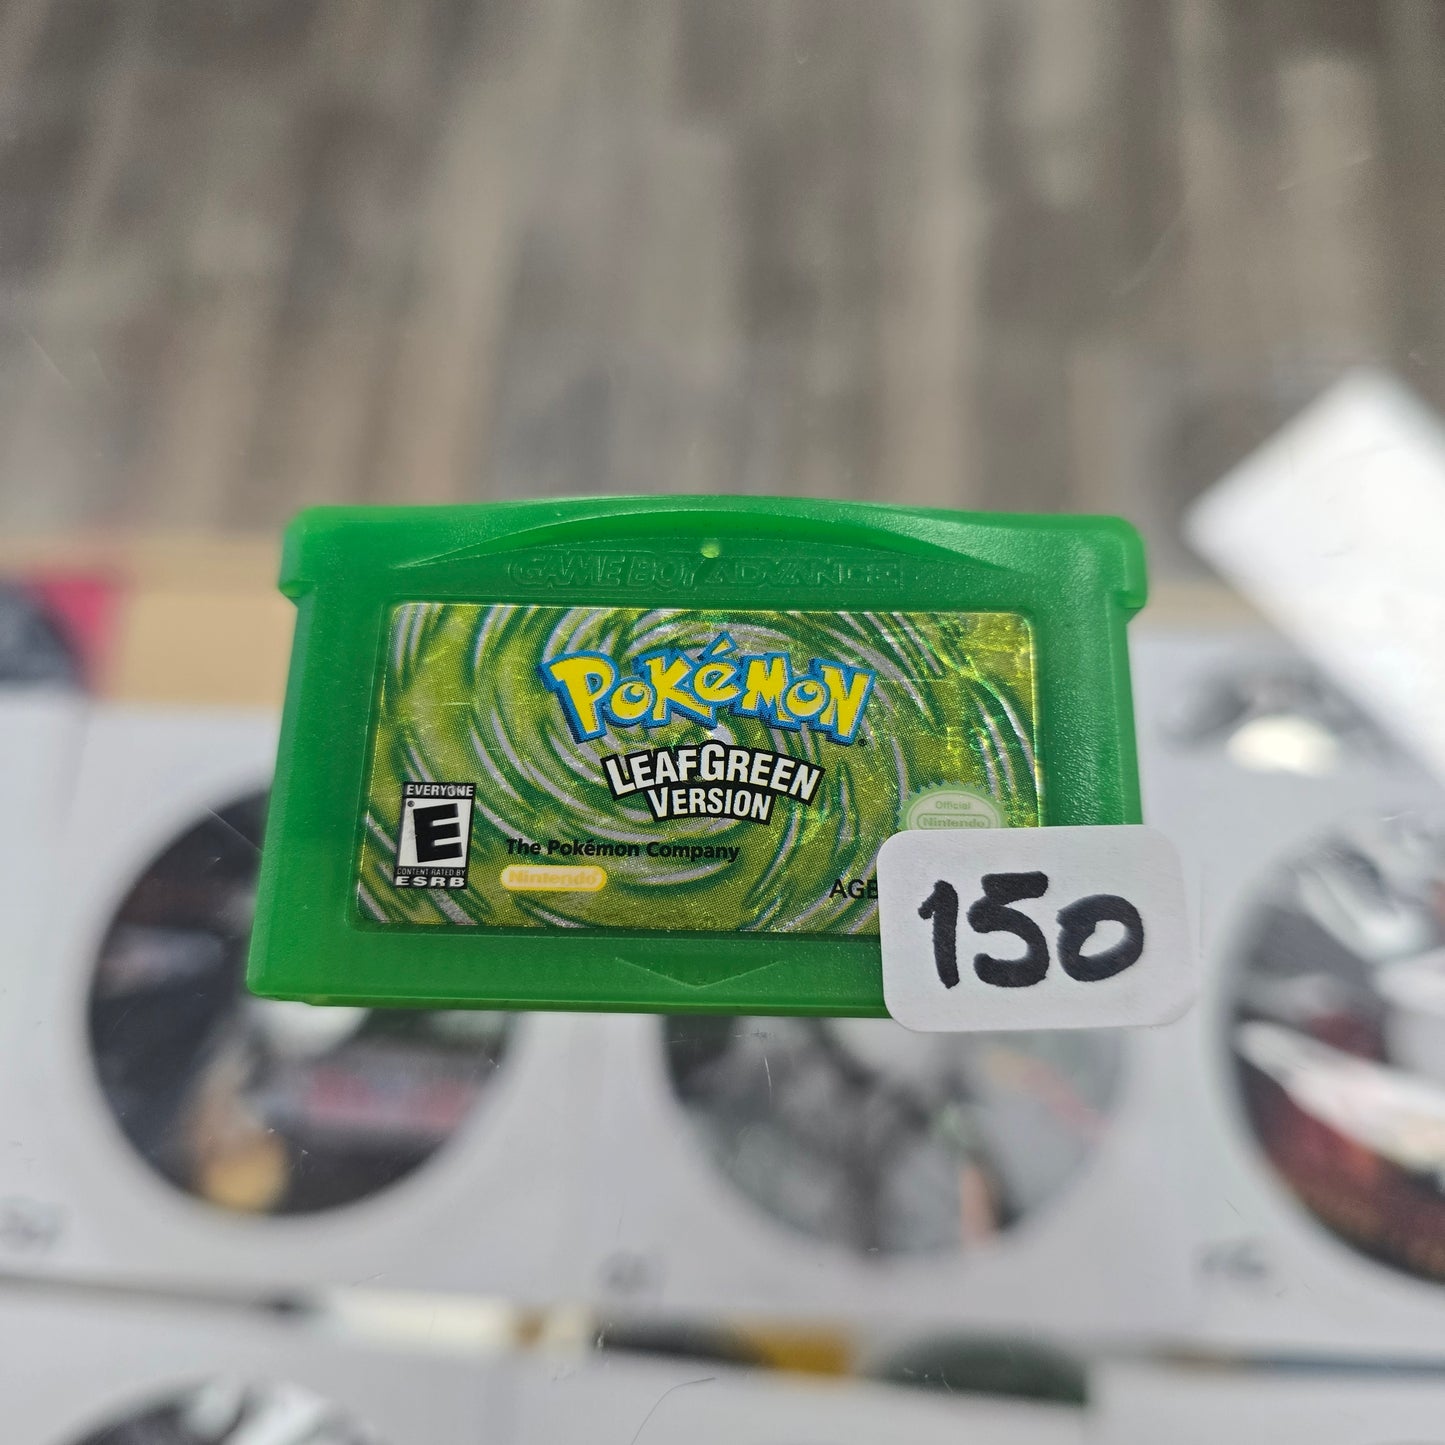 GAME BOY ADVANCE
POKéMON
LEAFGREEN
VERSION
EVERYONE
E
CONTENT RATED BY
ESRB
The Pokémon Company
Nintendo
Official
Nintendo
AGE
150